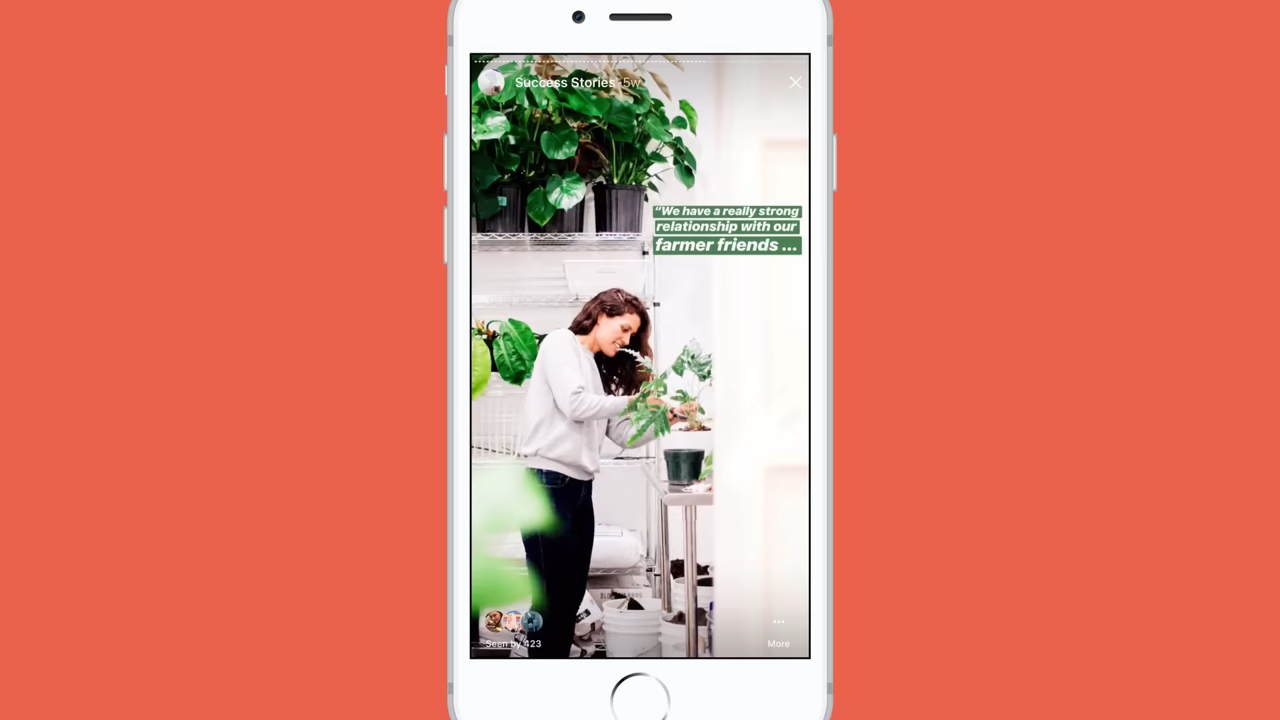 Success Stories 5w
“We have a really strong
relationship with our
farmer friends ...
Seen by 423
More